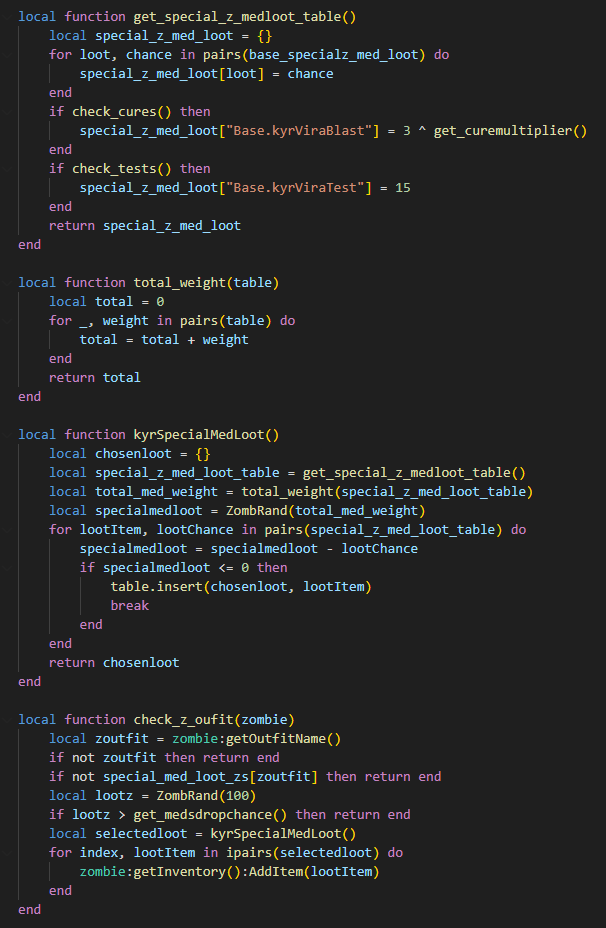 local function get_special_z_medloot_table()
    local special_z_med_loot = {}
    for loot, chance in pairs(base_specialz_med_loot) do
        special_z_med_loot[loot] = chance
    end
    if check_cures() then
        special_z_med_loot["Base.kyrViraBlast"] = 3 ^ get_curemultiplier()
    end
    if check_tests() then
        special_z_med_loot["Base.kyrViraTest"] = 15
    end
    return special_z_med_loot
end

local function total_weight(table)
    local total = 0
    for _, weight in pairs(table) do
        total = total + weight
    end
    return total
end

local function kyrSpecialMedLoot()
    local chosenloot = {}
    local special_z_med_loot_table = get_special_z_medloot_table()
    local total_med_weight = total_weight(special_z_med_loot_table)
    local specialmedloot = ZombRand(total_med_weight)
    for lootItem, lootChance in pairs(special_z_med_loot_table) do
        specialmedloot = specialmedloot - lootChance
        if specialmedloot <= 0 then
            table.insert(chosenloot, lootItem)
            break
        end
    end
    return chosenloot
end

local function check_z_oufit(zombie)
    local zoutfit = zombie:getOutfitName()
    if not zoutfit then return end
    if not special_med_loot_zs[zoutfit] then return end
    local lootz = ZombRand(100)
    if lootz > get_medsdropchance() then return end
    local selectedloot = kyrSpecialMedLoot()
    for index, lootItem in ipairs(selectedloot) do
        zombie:getInventory():AddItem(lootItem)
    end
end